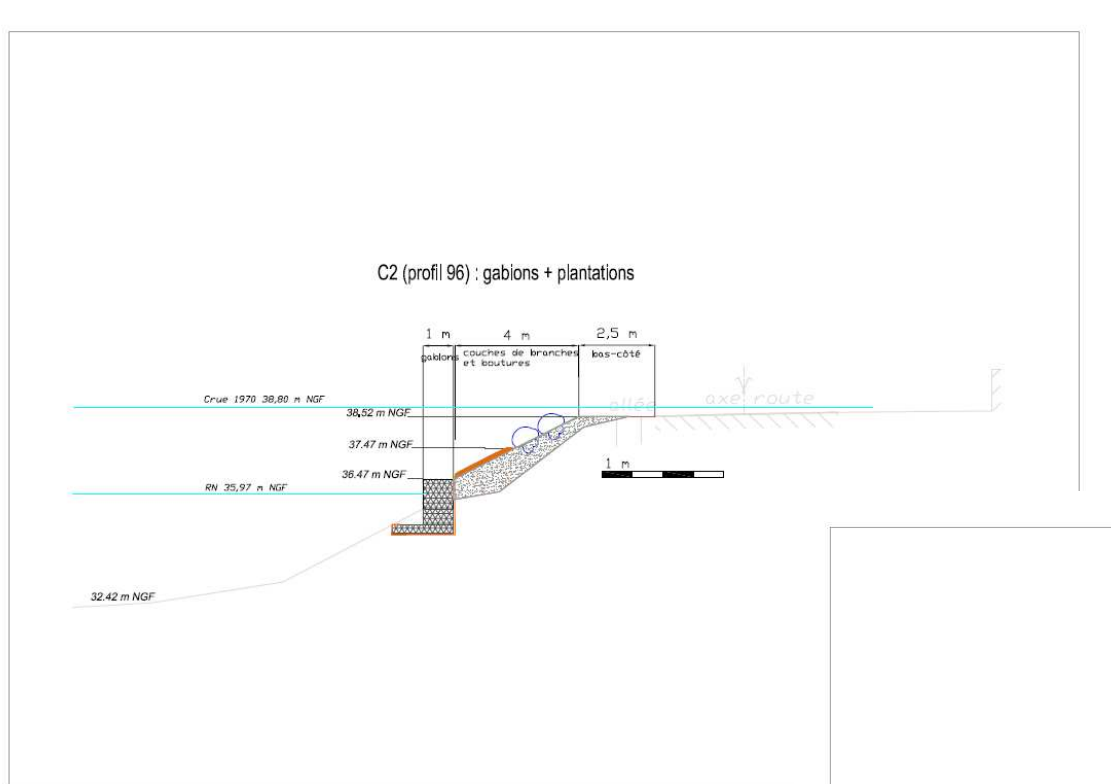 C2 (profil 96) : gabions + plantations
1 m
4 m
2,5 m
gabions
couches de branches
et boutures
bas-côté
Crue 1970 38,80 m NGF
38,52 m NGF
allée
axe route
37.47 m NGF
36.47 m NGF
1 m
RN 35,97 m NGF
32.42 m NGF